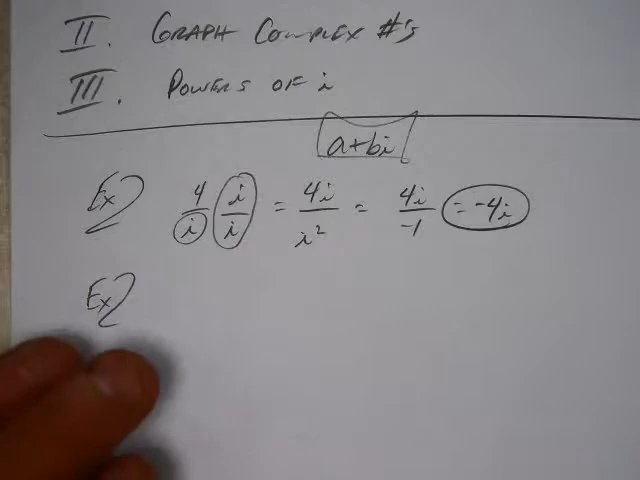 II. GRAPH COMPLEX #'s
III. POWERS OF i
a+bi
Ex 4/i i/i = 4i/i² = 4i/-1 = -4i
Ex